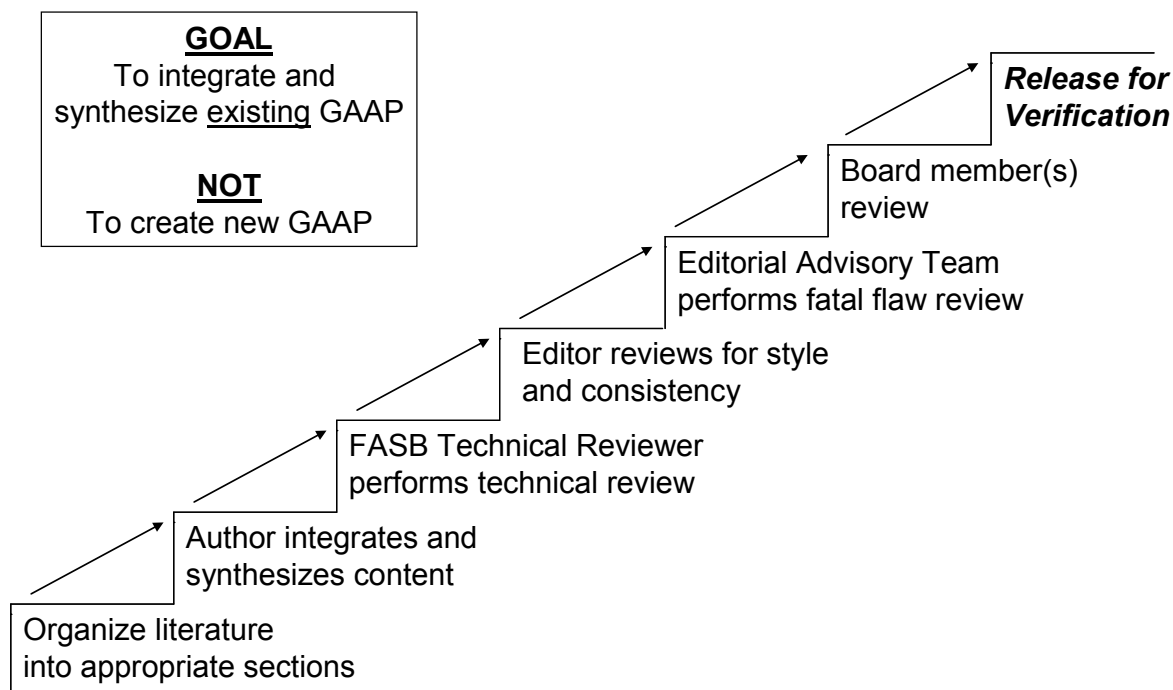 GOAL
To integrate and
synthesize existing GAAP
NOT
To create new GAAP
Release for
Verification
Board member(s)
review
Editorial Advisory Team
performs fatal flaw review
Editor reviews for style
and consistency
FASB Technical Reviewer
performs technical review
Author integrates and
synthesizes content
Organize literature
into appropriate sections